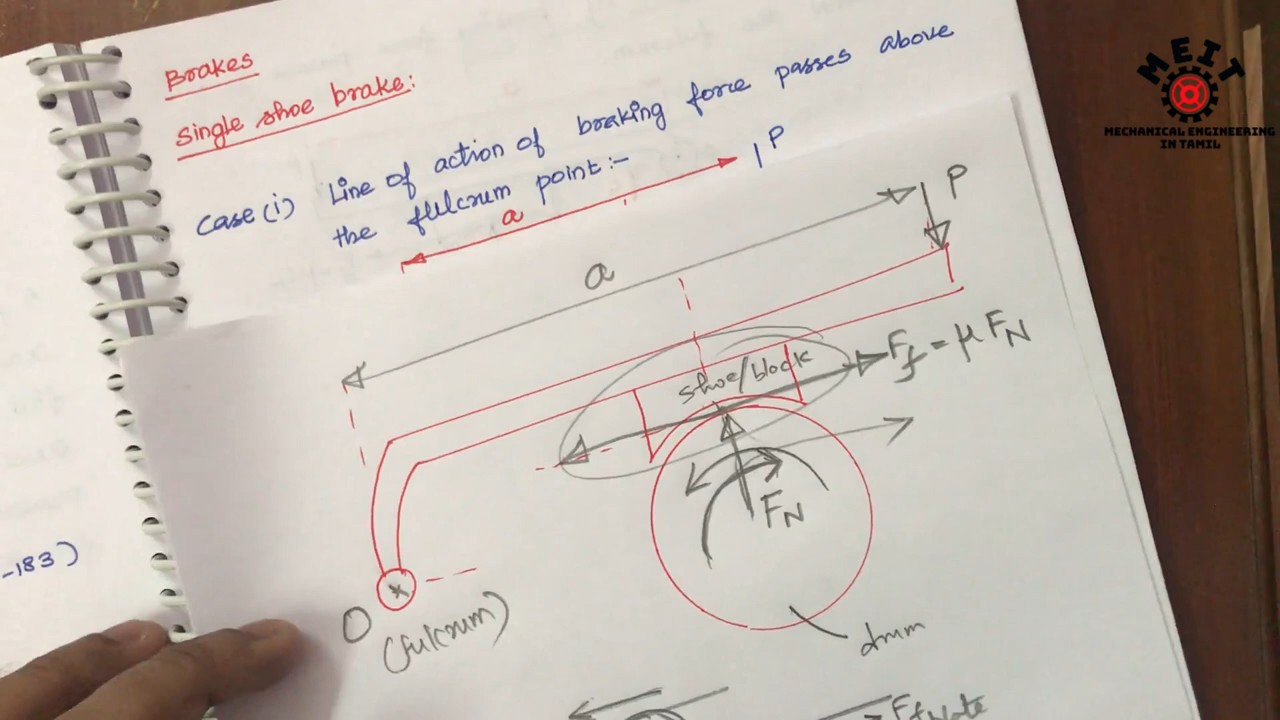 Brakes
Single shoe brake:
Case (i) Line of action of braking force passes above
the fulcrum point:-
P
a
P
a
Ff = μ FN
shoe/block
FN
O
(fulcrum)
-183)
MEIT
MECHANICAL ENGINEERING
IN TAMIL